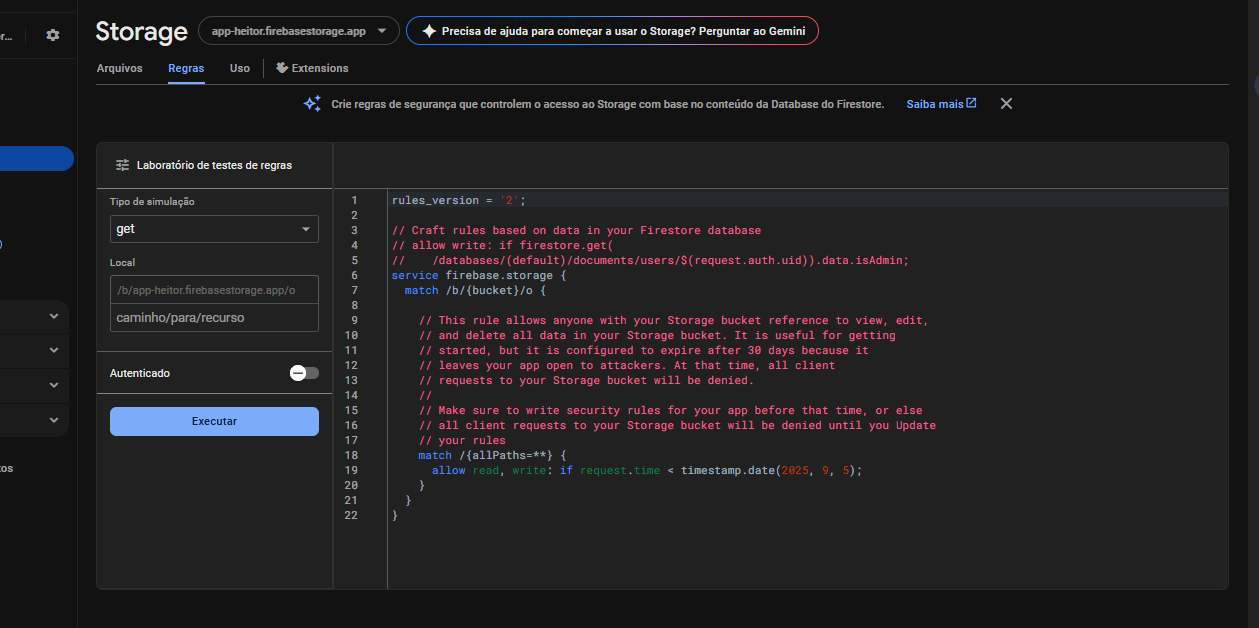 Storage
app-heitor.firebasestorage.app
Precisa de ajuda para começar a usar o Storage? Perguntar ao Gemini
Arquivos
Regras
Uso
Extensions
Crie regras de segurança que controlem o acesso ao Storage com base no conteúdo da Database do Firestore.
Saiba mais
Laboratório de testes de regras
Tipo de simulação
get
Local
/b/app-heitor.firebasestorage.app/o
caminho/para/recurso
Autenticado
Executar
1 rules_version = '2';
2
3 // Craft rules based on data in your Firestore database
4 // allow write: if firestore.get(
5 //    /databases/(default)/documents/users/$(request.auth.uid)).data.isAdmin;
6 service firebase.storage {
7   match /b/{bucket}/o {
8
9     // This rule allows anyone with your Storage bucket reference to view, edit,
10     // and delete all data in your Storage bucket. It is useful for getting
11     // started, but it is configured to expire after 30 days because it
12     // leaves your app open to attackers. At that time, all client
13     // requests to your Storage bucket will be denied.
14     //
15     // Make sure to write security rules for your app before that time, or else
16     // all client requests to your Storage bucket will be denied until you Update
17     // your rules
18     match /{allPaths=**} {
19       allow read, write: if request.time < timestamp.date(2025, 9, 5);
20     }
21   }
22 }